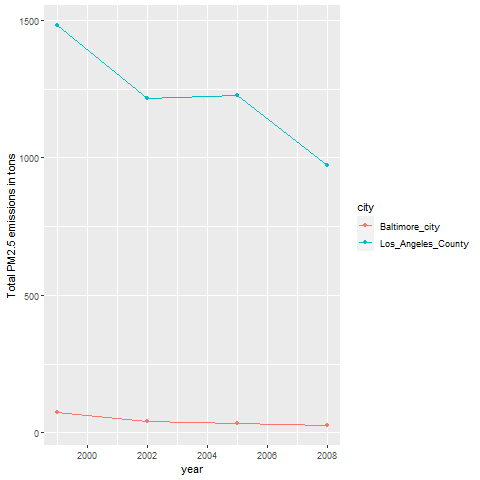 Total PM2.5 emissions in tons
1500
1000
500
0
2000 2002 2004 2006 2008
year
city
Baltimore_city
Los_Angeles_County